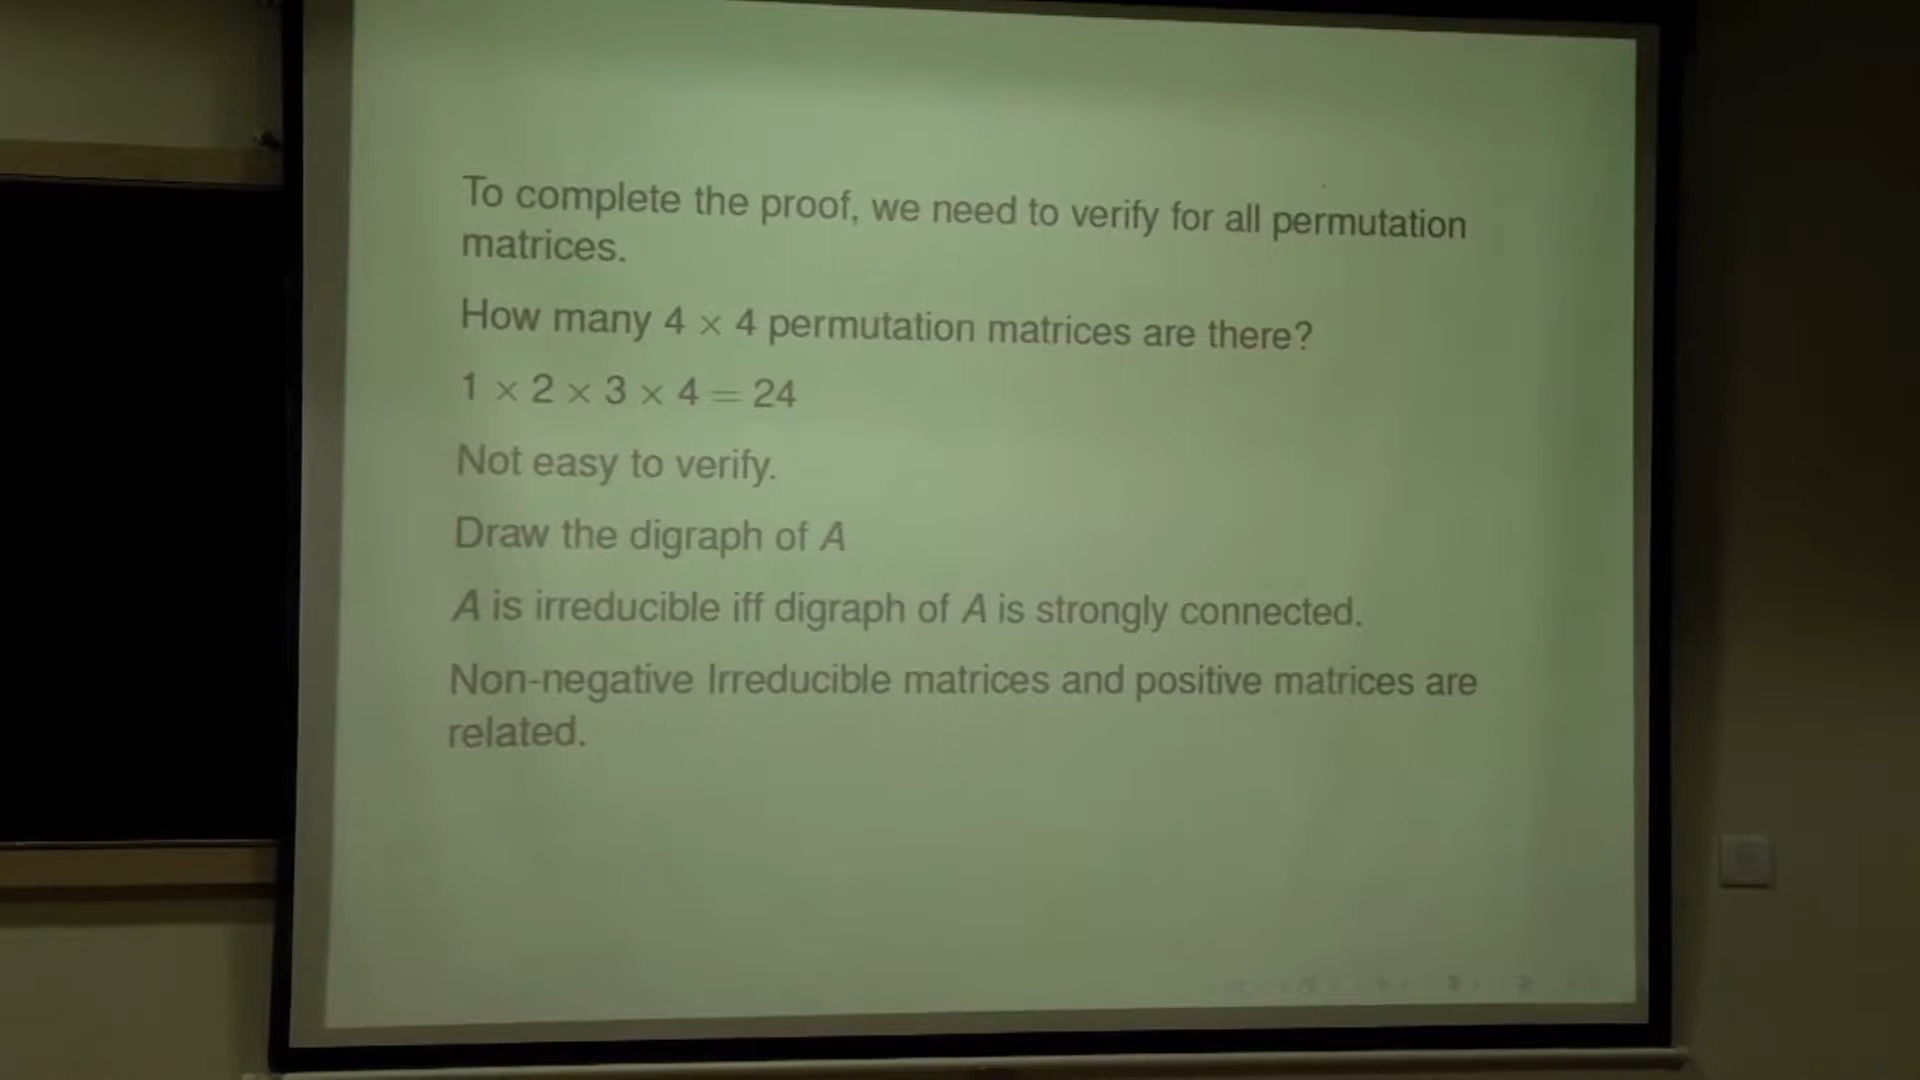 To complete the proof, we need to verify for all permutation
matrices.
How many 4 × 4 permutation matrices are there?
1 × 2 × 3 × 4 = 24
Not easy to verify.
Draw the digraph of A
A is irreducible iff digraph of A is strongly connected.
Non-negative Irreducible matrices and positive matrices are
related.